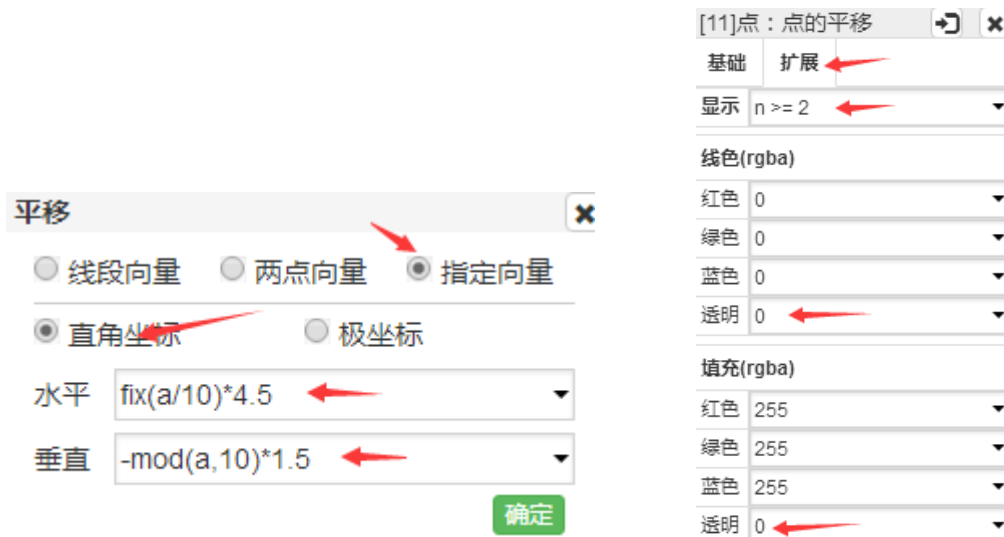 平移
线段向量 两点向量 指定向量
直角坐标 极坐标
水平 fix(a/10)*4.5
垂直 -mod(a,10)*1.5
确定
[11]点：点的平移
基础 扩展
显示 n >= 2
线色(rgba)
红色 0
绿色 0
蓝色 0
透明 0
填充(rgba)
红色 255
绿色 255
蓝色 255
透明 0